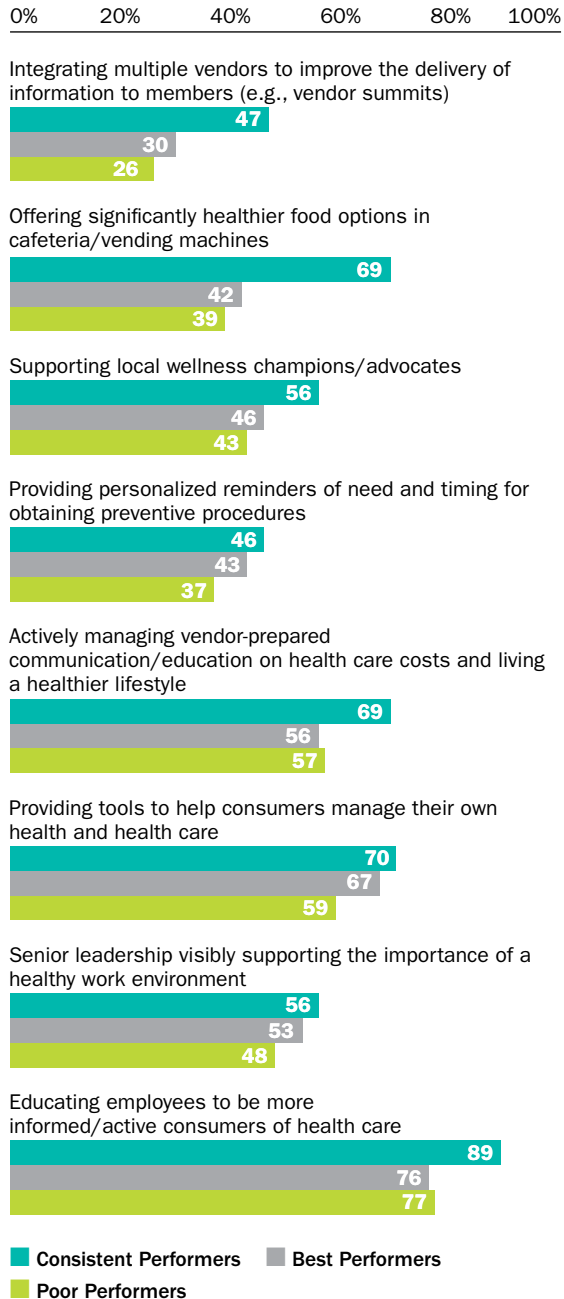 0% 20% 40% 60% 80% 100%
Integrating multiple vendors to improve the delivery of
information to members (e.g., vendor summits)
47
30
26
Offering significantly healthier food options in
cafeteria/vending machines
69
42
39
Supporting local wellness champions/advocates
56
46
43
Providing personalized reminders of need and timing for
obtaining preventive procedures
46
43
37
Actively managing vendor-prepared
communication/education on health care costs and living
a healthier lifestyle
69
56
57
Providing tools to help consumers manage their own
health and health care
70
67
59
Senior leadership visibly supporting the importance of a
healthy work environment
56
53
48
Educating employees to be more
informed/active consumers of health care
89
76
77
Consistent Performers Best Performers
Poor Performers